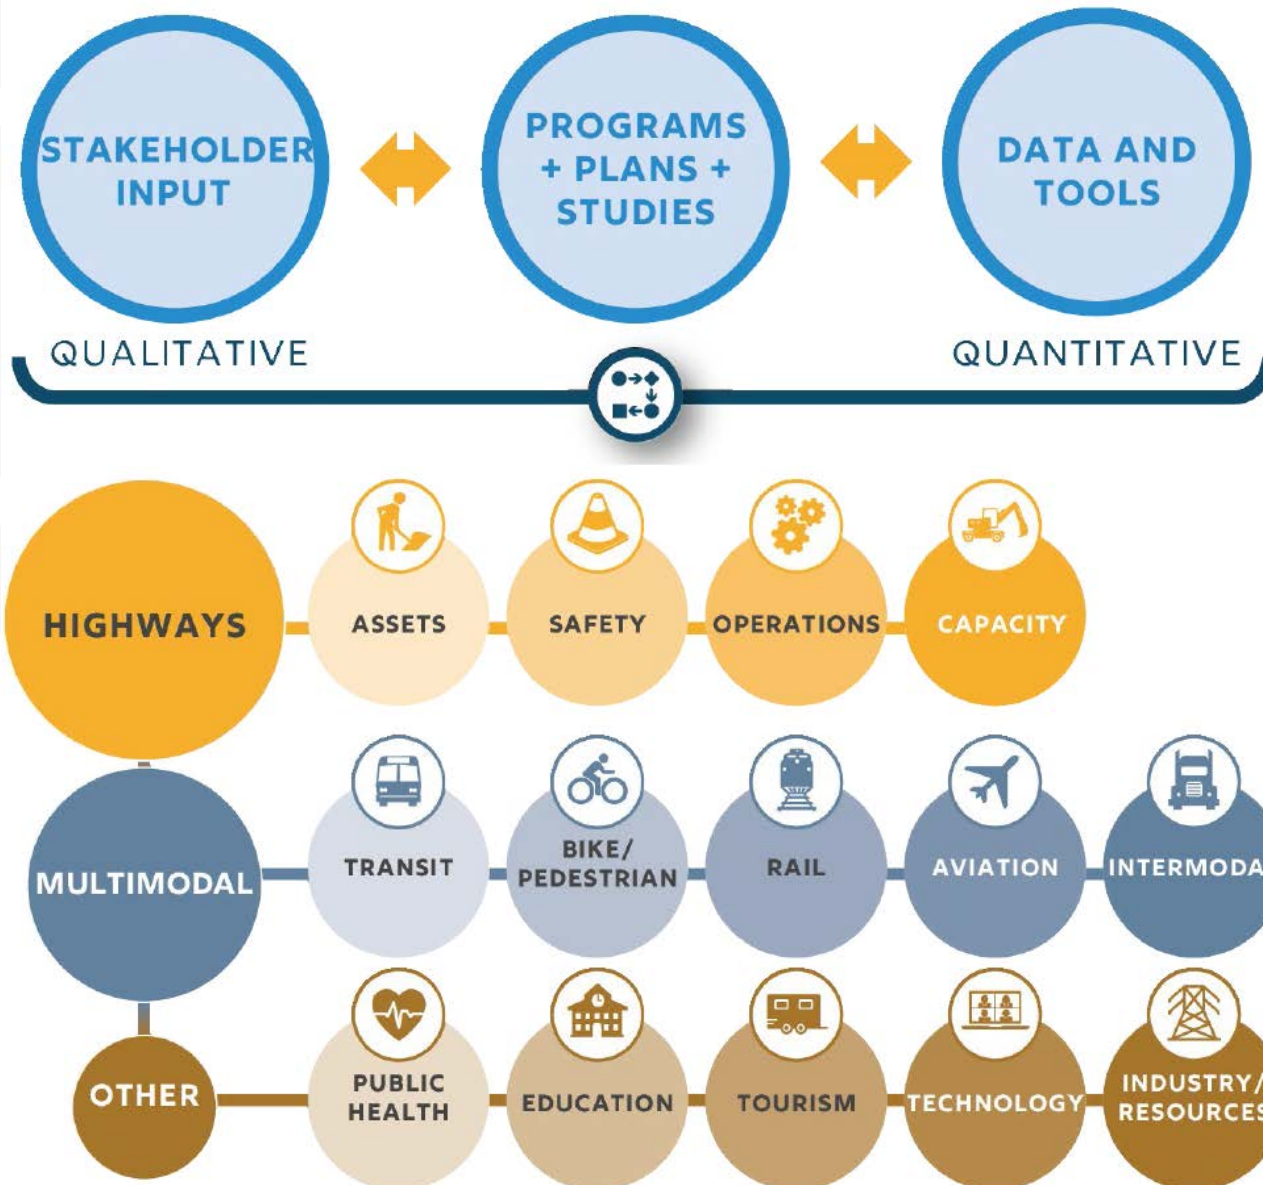 STAKEHOLDER
INPUT
PROGRAMS
+ PLANS +
STUDIES
DATA AND
TOOLS
QUALITATIVE
QUANTITATIVE
HIGHWAYS
ASSETS
SAFETY
OPERATIONS
CAPACITY
MULTIMODAL
TRANSIT
BIKE/
PEDESTRIAN
RAIL
AVIATION
INTERMODA
OTHER
PUBLIC
HEALTH
EDUCATION
TOURISM
TECHNOLOGY
INDUSTRY/
RESOURCES